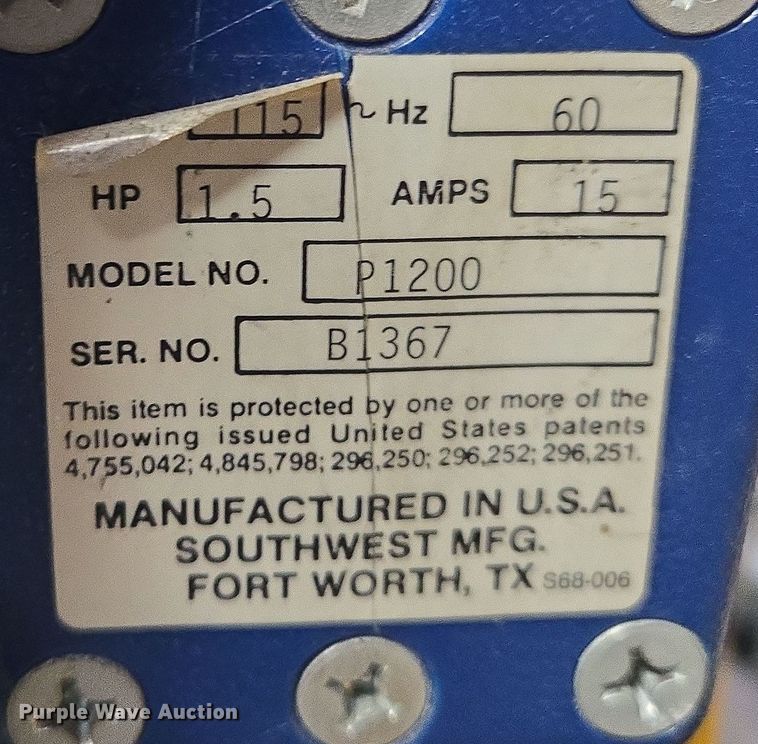 115 ~ Hz 60
HP 1.5 AMPS 15
MODEL NO. P1200
SER. NO. B1367
This item is protected by one or more of the
following issued United States patents
4,755,042; 4,845,798; 296,250; 296,252; 296,251.
MANUFACTURED IN U.S.A.
SOUTHWEST MFG.
FORT WORTH, TX S68-006
Purple Wave Auction